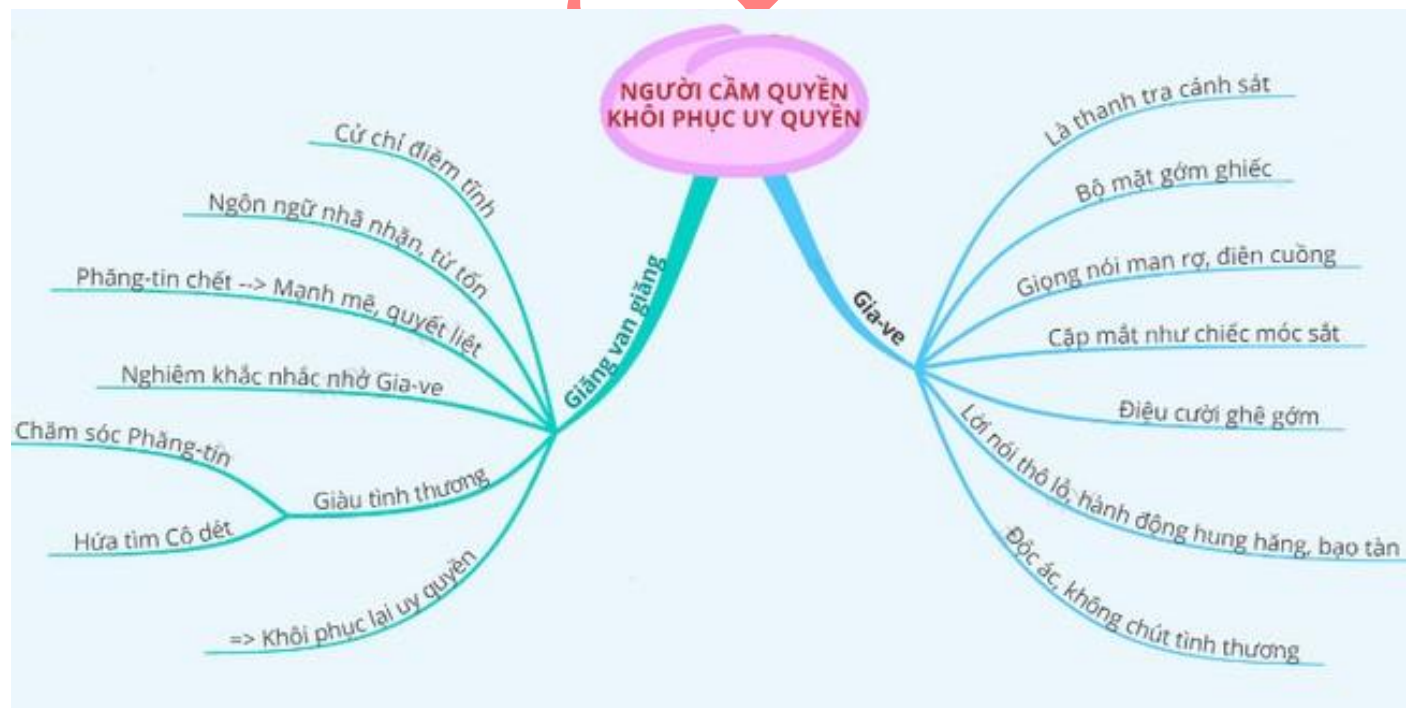 NGƯỜI CẦM QUYỀN
KHÔI PHỤC UY QUYỀN
Giăng van giăng
Cử chỉ điềm tĩnh
Ngôn ngữ nhã nhặn, từ tốn
Phăng-tin chết --> Mạnh mẽ, quyết liệt
Nghiêm khắc nhắc nhở Gia-ve
Giàu tình thương
Chăm sóc Phăng-tin
Hứa tìm Cô dét
=> Khôi phục lại uy quyền
Gia-ve
Là thanh tra cảnh sát
Bộ mặt gớm ghiếc
Giọng nói man rợ, điên cuồng
Cặp mắt như chiếc móc sắt
Điệu cười ghê gớm
Lời nói thô lỗ, hành động hung hăng, bạo tàn
Độc ác, không chút tình thương